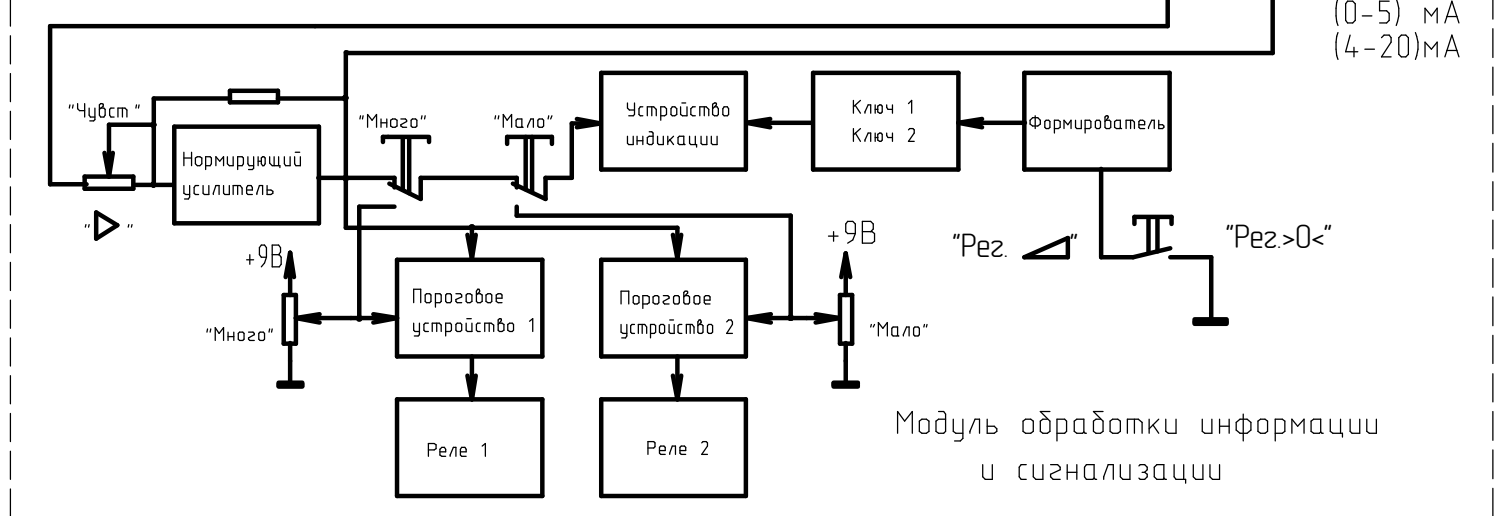 (0-5) мА
(4-20)мА
"Чувст"
"Много"
"Мало"
Устройство
индикации
Ключ 1
Ключ 2
Формирователь
Нормирующий
усилитель
" "
+9В
+9В
"Рег. "
"Рег.>0<"
Пороговое
устройство 1
Пороговое
устройство 2
"Много"
"Мало"
Реле 1
Реле 2
Модуль обработки информации
и сигнализации